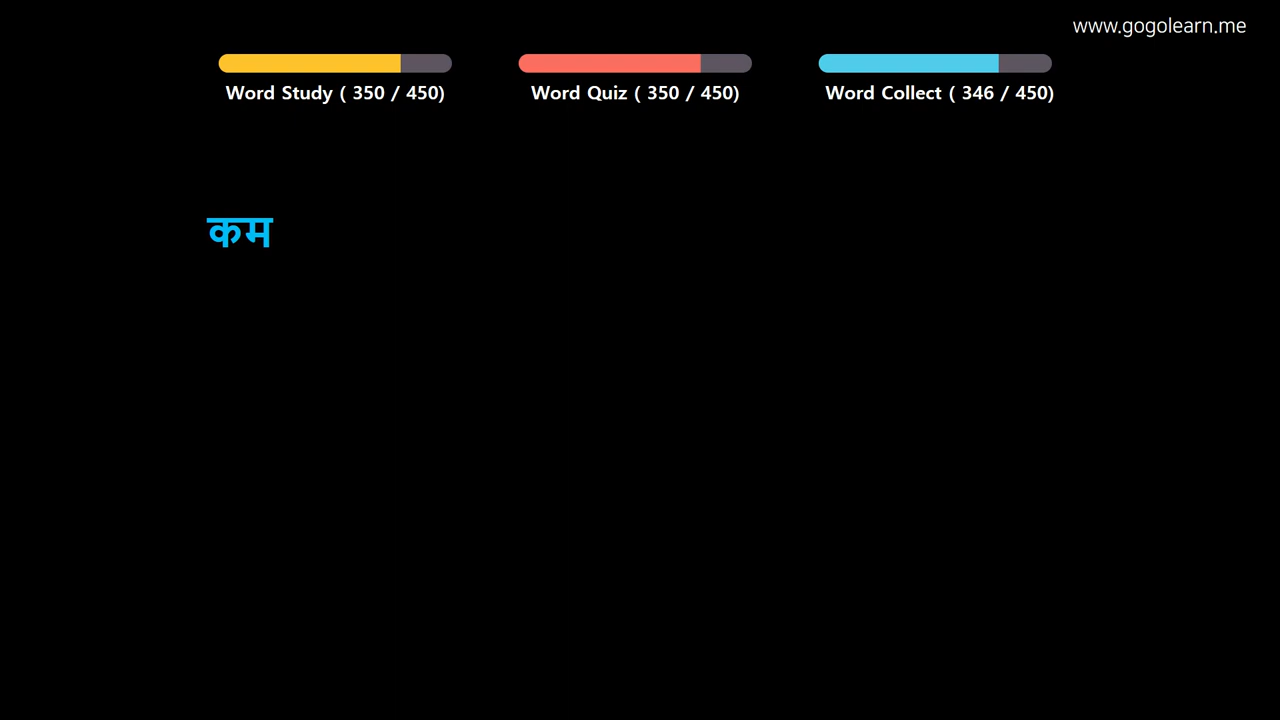 www.gogolearn.me
Word Study ( 350 / 450)
Word Quiz ( 350 / 450)
Word Collect ( 346 / 450)
कम